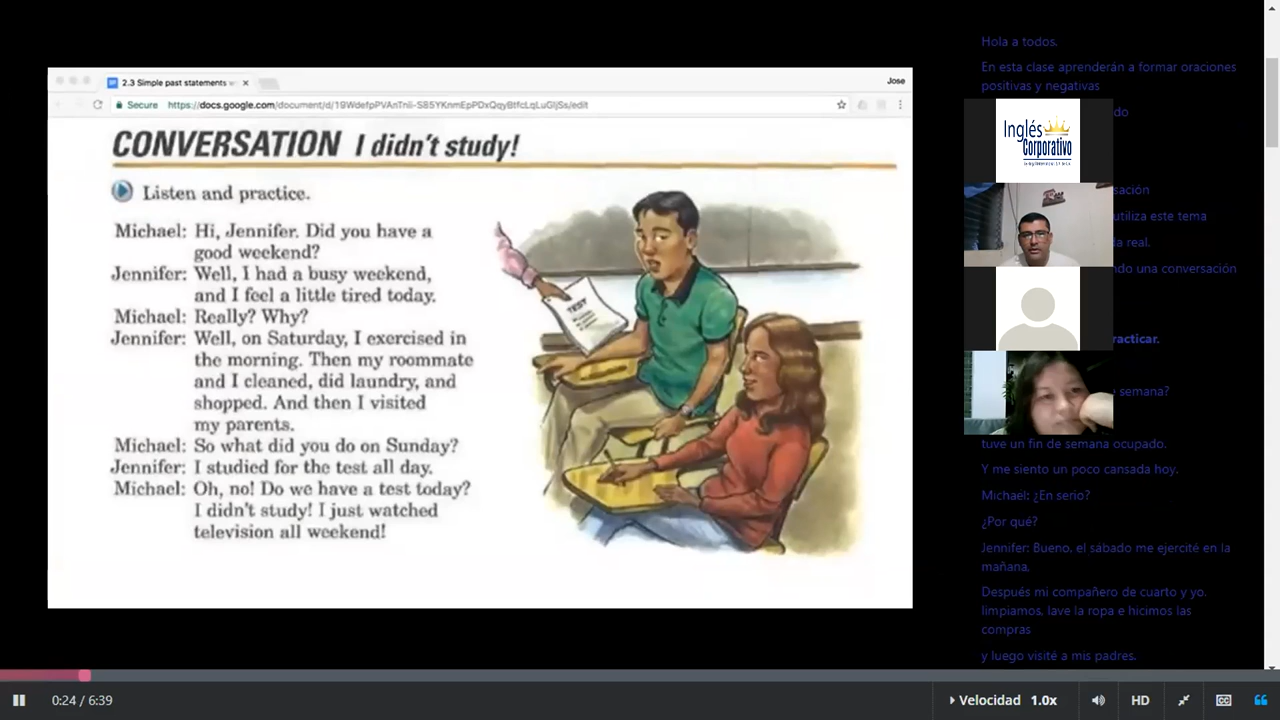 2.3 Simple past statements w
Jose
Secure https://docs.google.com/document/d/
CONVERSATION I didn't study!
Listen and practice.
Michael: Hi, Jennifer. Did you have a
good weekend?
Jennifer: Well, I had a busy weekend,
and I feel a little tired today.
Michael: Really? Why?
Jennifer: Well, on Saturday, I exercised in
the morning. Then my roommate
and I cleaned, did laundry, and
shopped. And then I visited
my parents.
Michael: So what did you do on Sunday?
Jennifer: I studied for the test all day.
Michael: Oh, no! Do we have a test today?
I didn't study! I just watched
television all weekend!
TEST
Hola a todos.
En esta clase aprenderán a formar oraciones
positivas y negativas
do
Inglés
Corporativo
sación
utiliza este tema
da real.
ndo una conversación
racticar.
e semana?
tuve un fin de semana ocupado.
Y me siento un poco cansada hoy.
Michael: ¿En serio?
¿Por qué?
Jennifer: Bueno, el sábado me ejercité en la
mañana,
Después mi compañero de cuarto y yo.
limpiamos, lave la ropa e hicimos las
compras
y luego visité a mis padres.
0:24 / 6:39
Velocidad 1.0x
HD
CC